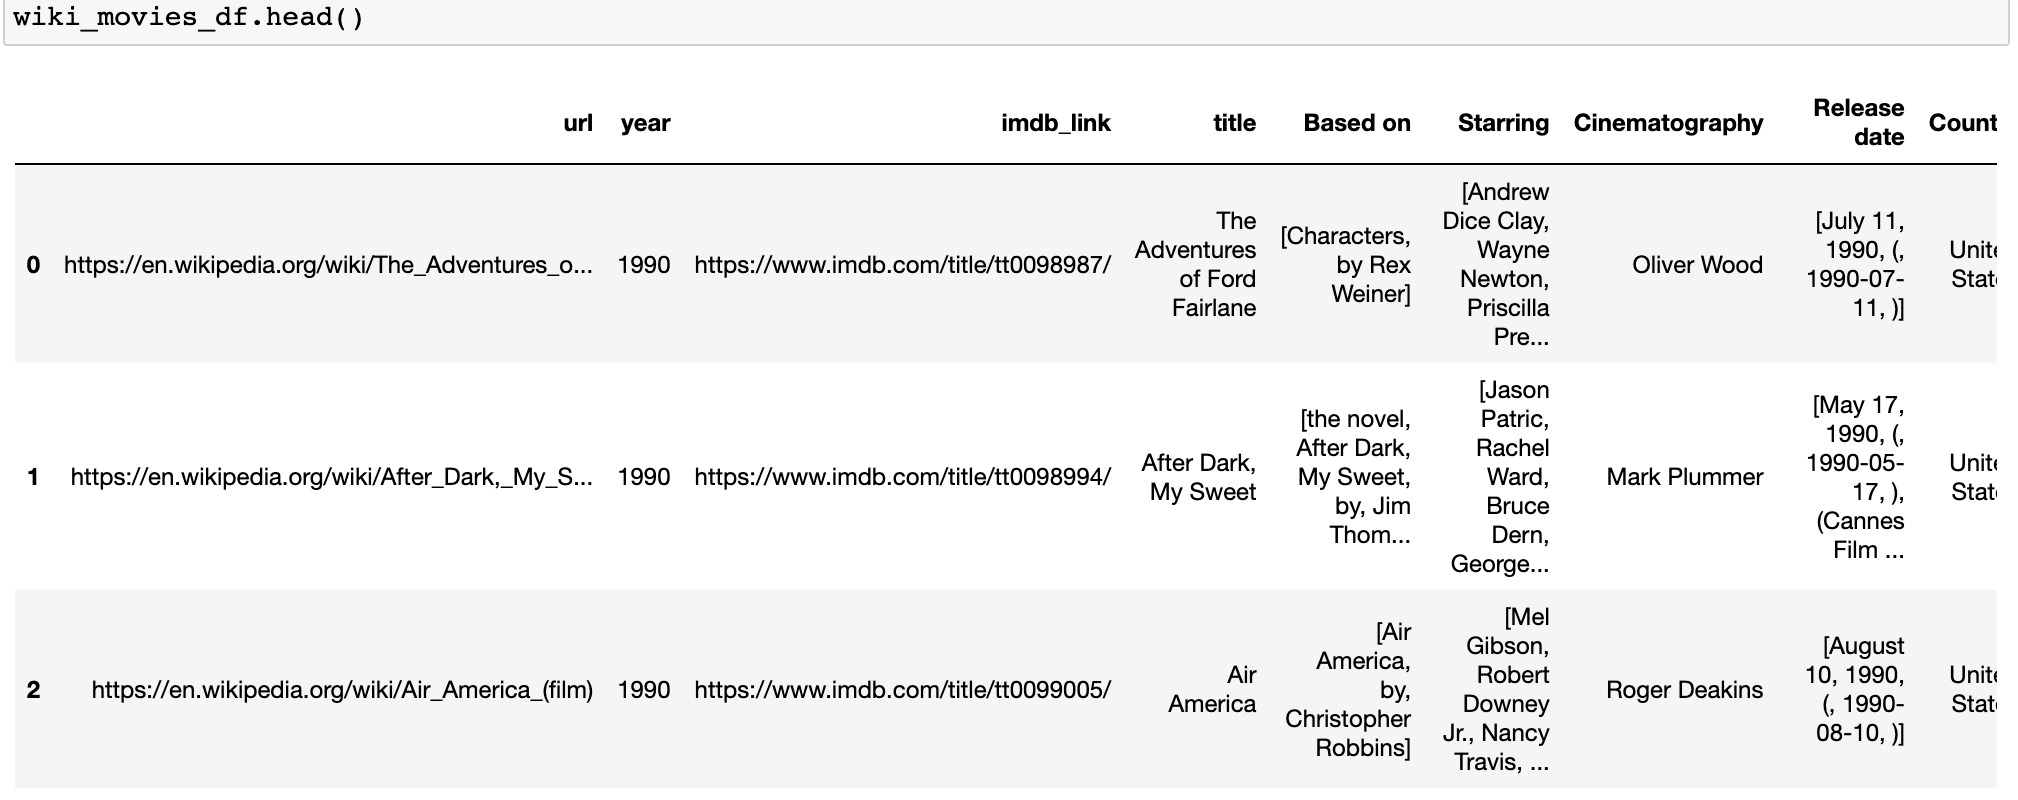 wiki_movies_df.head()
url year imdb_link title Based on Starring Cinematography Release date Count
0 https://en.wikipedia.org/wiki/The_Adventures_o... 1990 https://www.imdb.com/title/tt0098987/ The Adventures of Ford Fairlane [Characters, by Rex Weiner] [Andrew Dice Clay, Wayne Newton, Priscilla Pre... Oliver Wood [July 11, 1990, (, 1990-07-11, )] Unite State
1 https://en.wikipedia.org/wiki/After_Dark,_My_S... 1990 https://www.imdb.com/title/tt0098994/ After Dark, My Sweet [the novel, After Dark, My Sweet, by, Jim Thom... [Jason Patric, Rachel Ward, Bruce Dern, George... Mark Plummer [May 17, 1990, (, 1990-05-17, ), (Cannes Film ... Unite State
2 https://en.wikipedia.org/wiki/Air_America_(film) 1990 https://www.imdb.com/title/tt0099005/ Air America [Air America, by, Christopher Robbins] [Mel Gibson, Robert Downey Jr., Nancy Travis, ... Roger Deakins [August 10, 1990, (, 1990-08-10, )] Unite State